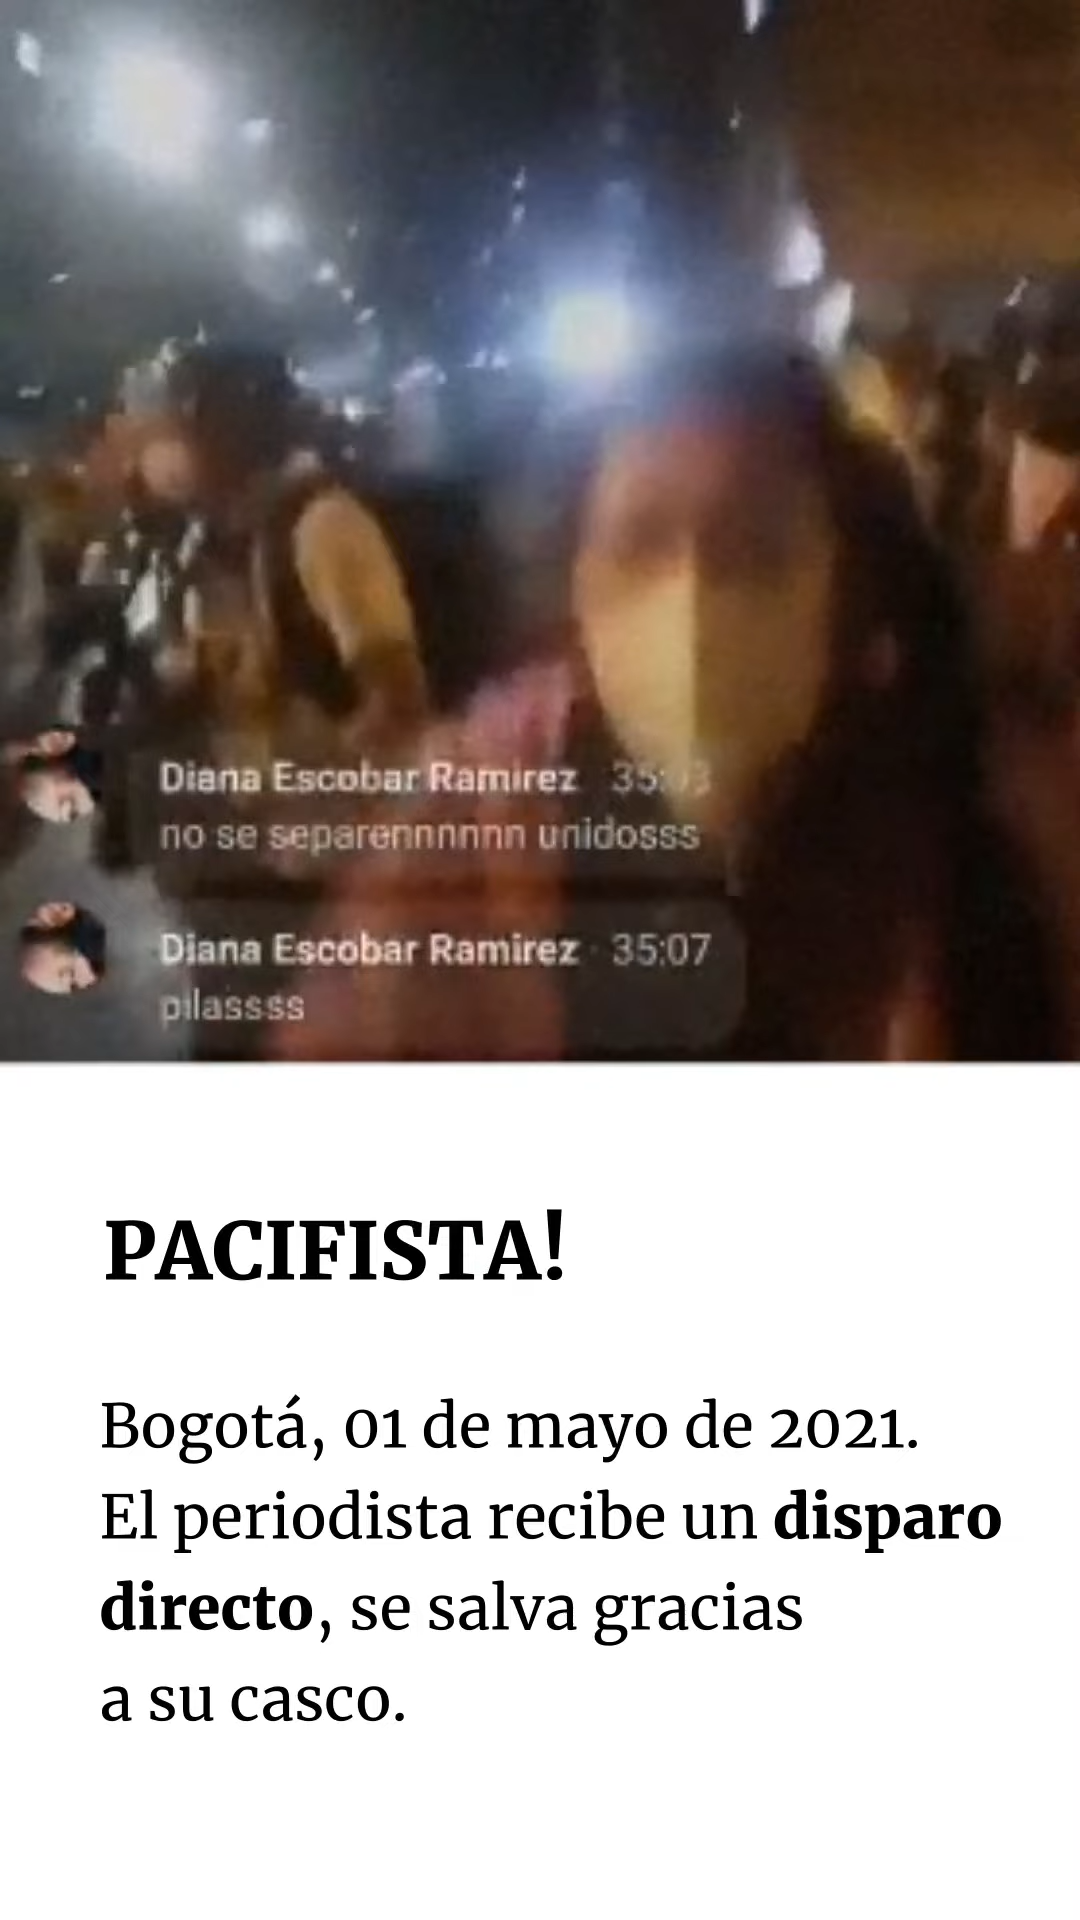 Diana Escobar Ramirez
no se separennnnnn unidosss
Diana Escobar Ramirez · 35:07
pilassss
PACIFISTA!
Bogotá, 01 de mayo de 2021.
El periodista recibe un disparo
directo, se salva gracias
a su casco.